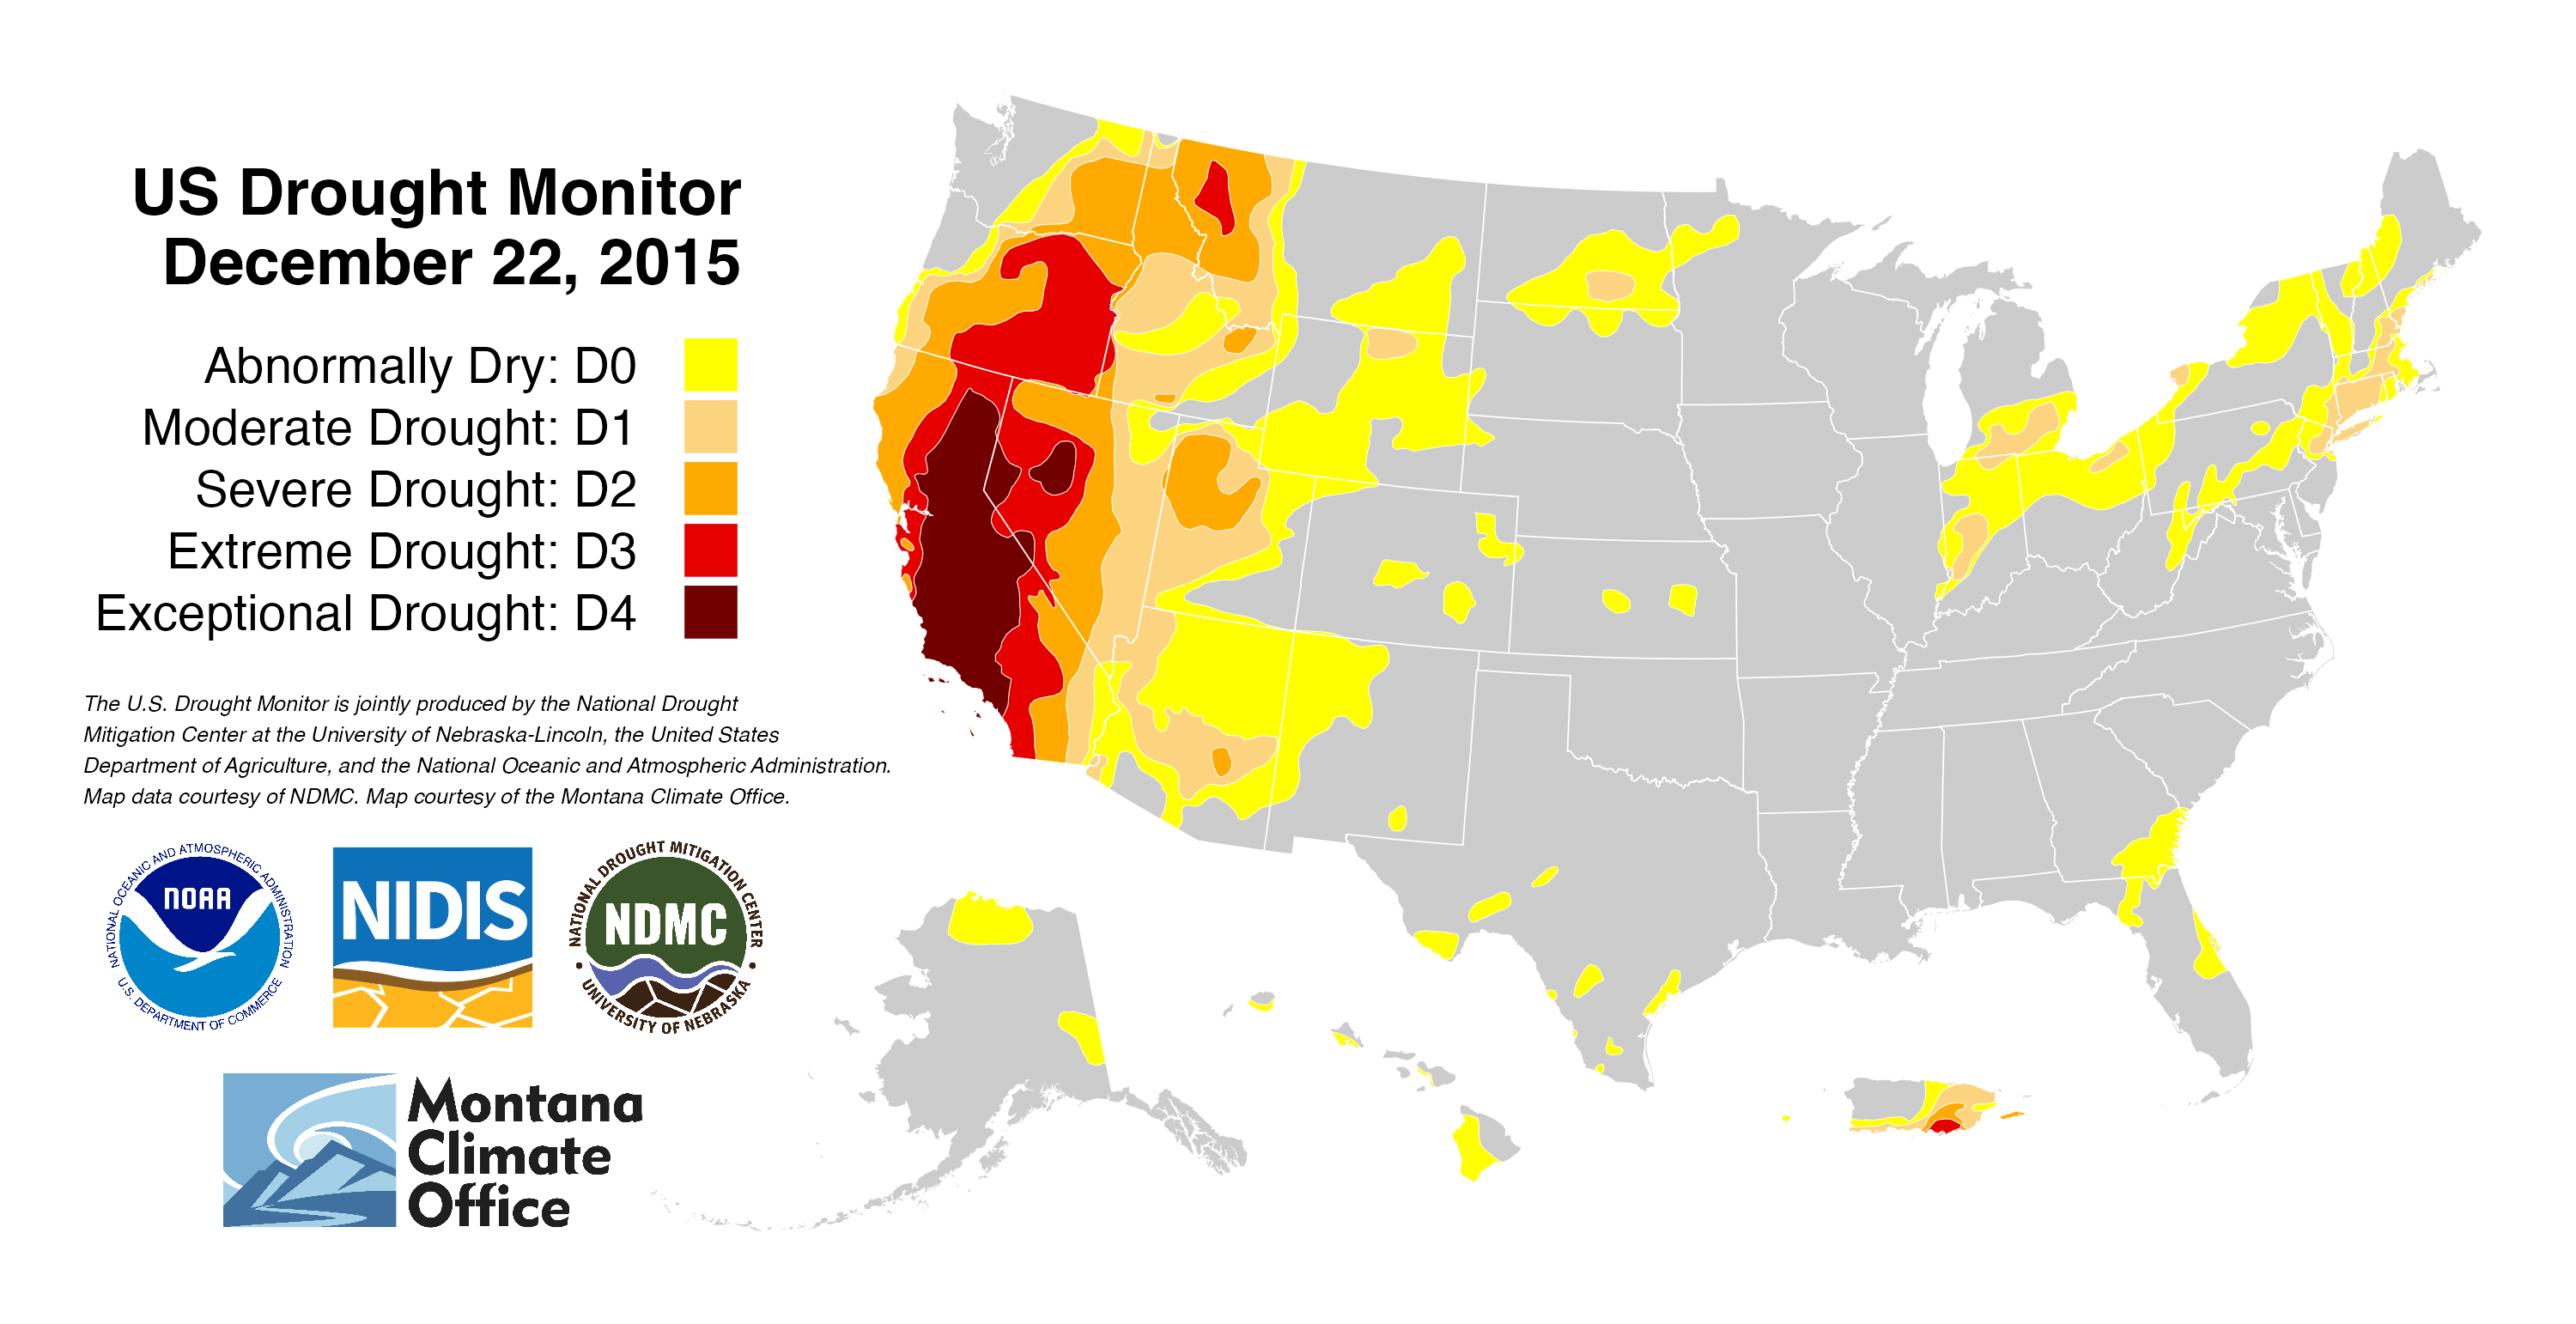 US Drought Monitor
December 22, 2015
Abnormally Dry: D0
Moderate Drought: D1
Severe Drought: D2
Extreme Drought: D3
Exceptional Drought: D4
The U.S. Drought Monitor is jointly produced by the National Drought
Mitigation Center at the University of Nebraska-Lincoln, the United States
Department of Agriculture, and the National Oceanic and Atmospheric Administration.
Map data courtesy of NDMC. Map courtesy of the Montana Climate Office.
NATIONAL OCEANIC AND ATMOSPHERIC ADMINISTRATION
NOAA
U.S. DEPARTMENT OF COMMERCE
NIDIS
NATIONAL DROUGHT MITIGATION CENTER
NDMC
UNIVERSITY OF NEBRASKA
Montana
Climate
Office